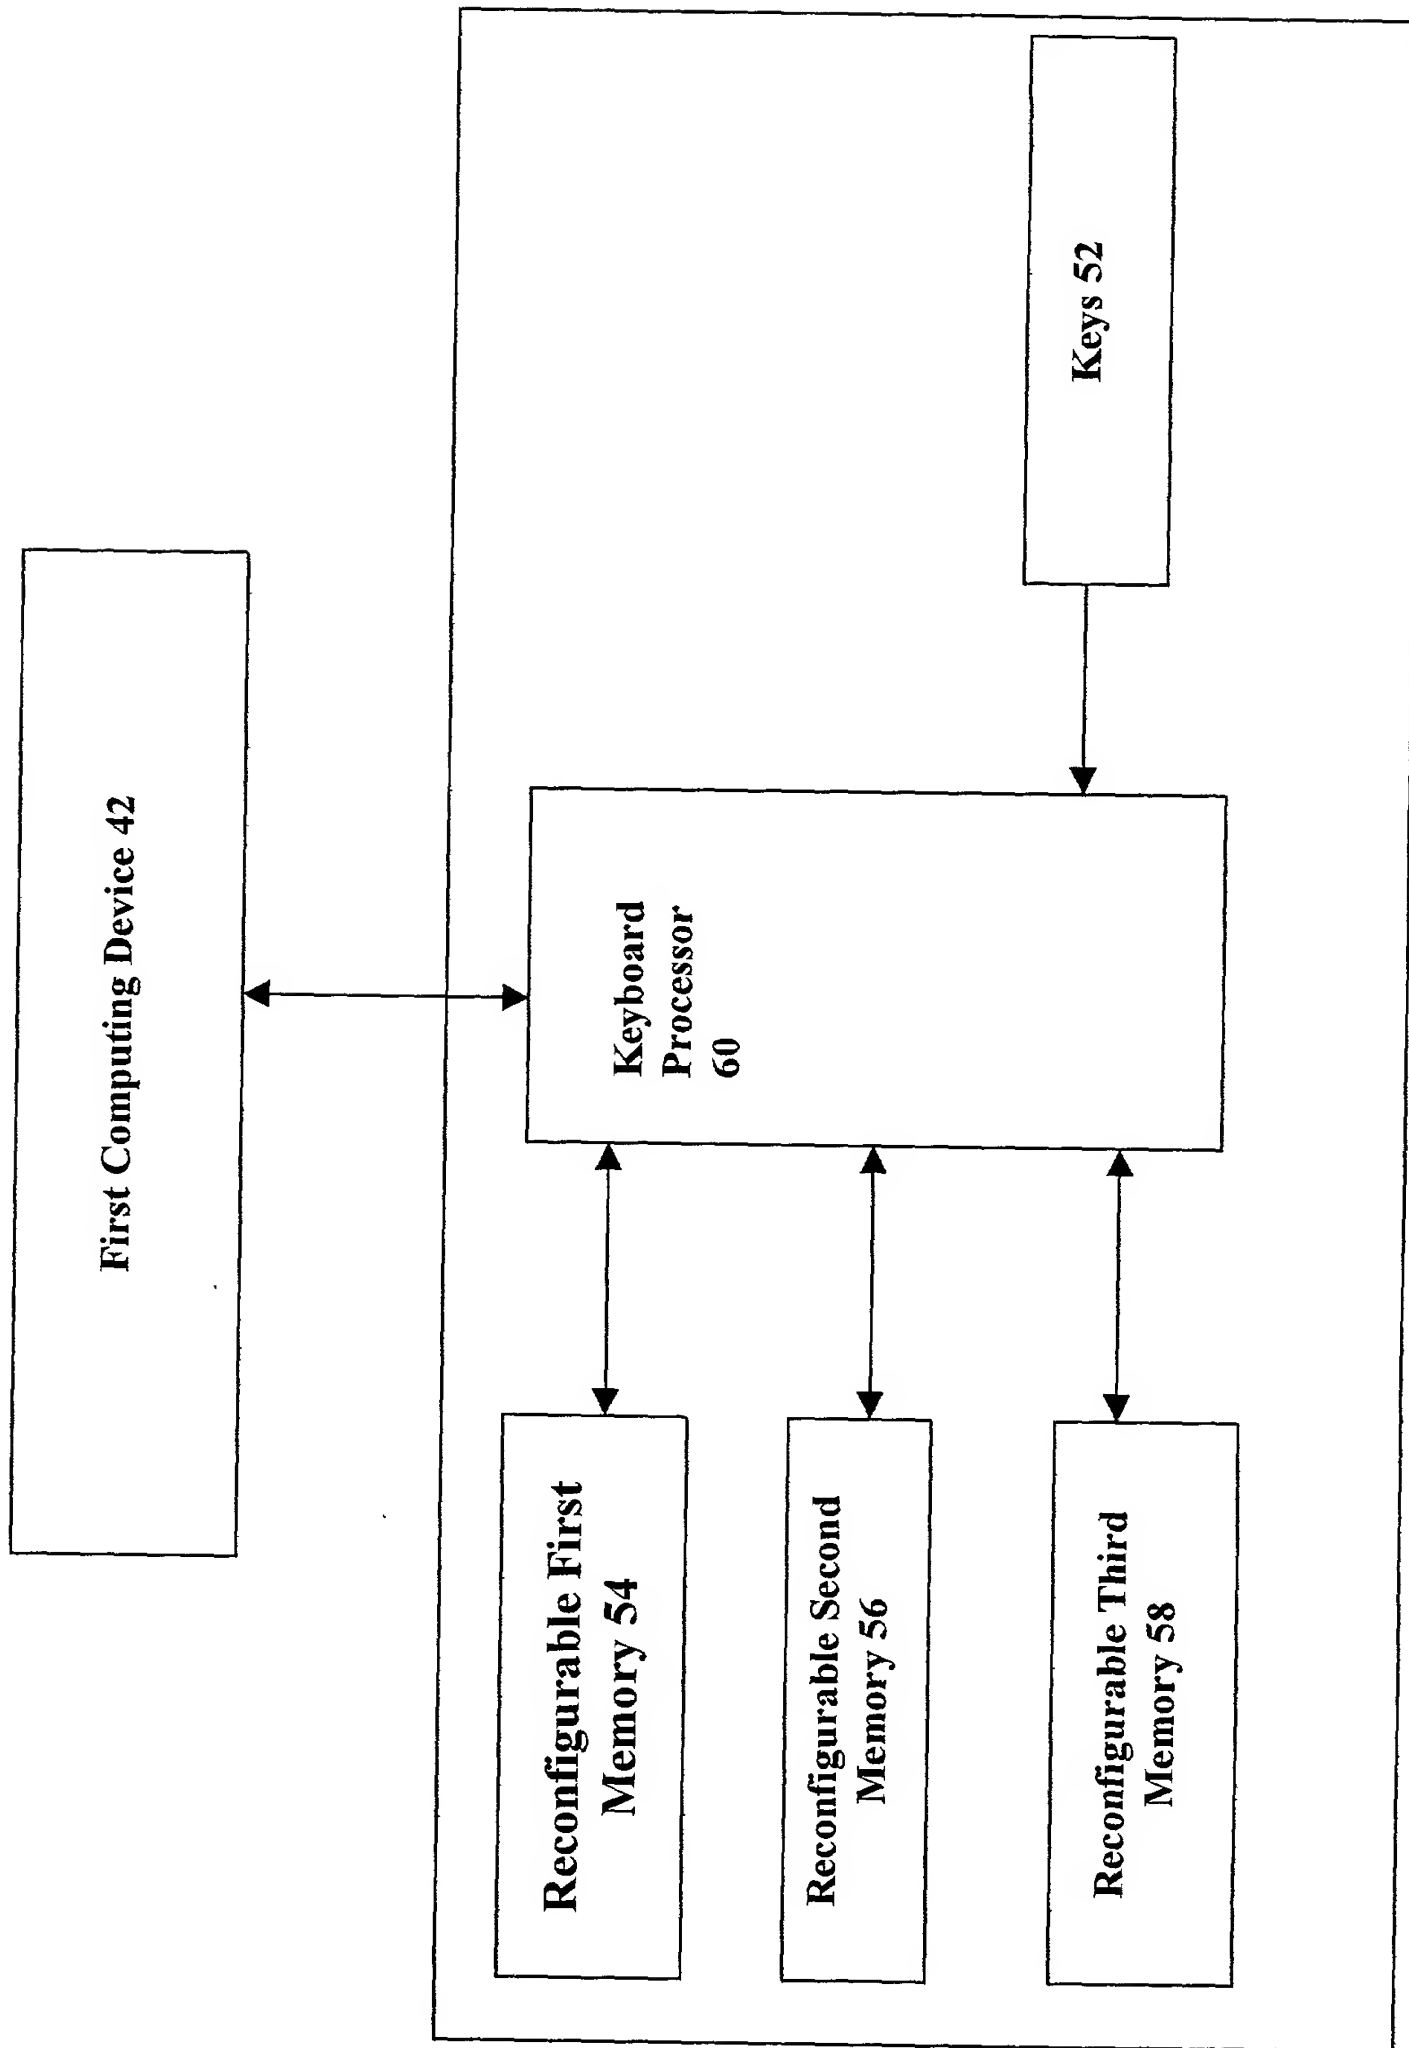 First Computing Device 42
Reconfigurable First
Memory 54
Reconfigurable Second
Memory 56
Reconfigurable Third
Memory 58
Keyboard
Processor
60
Keys 52